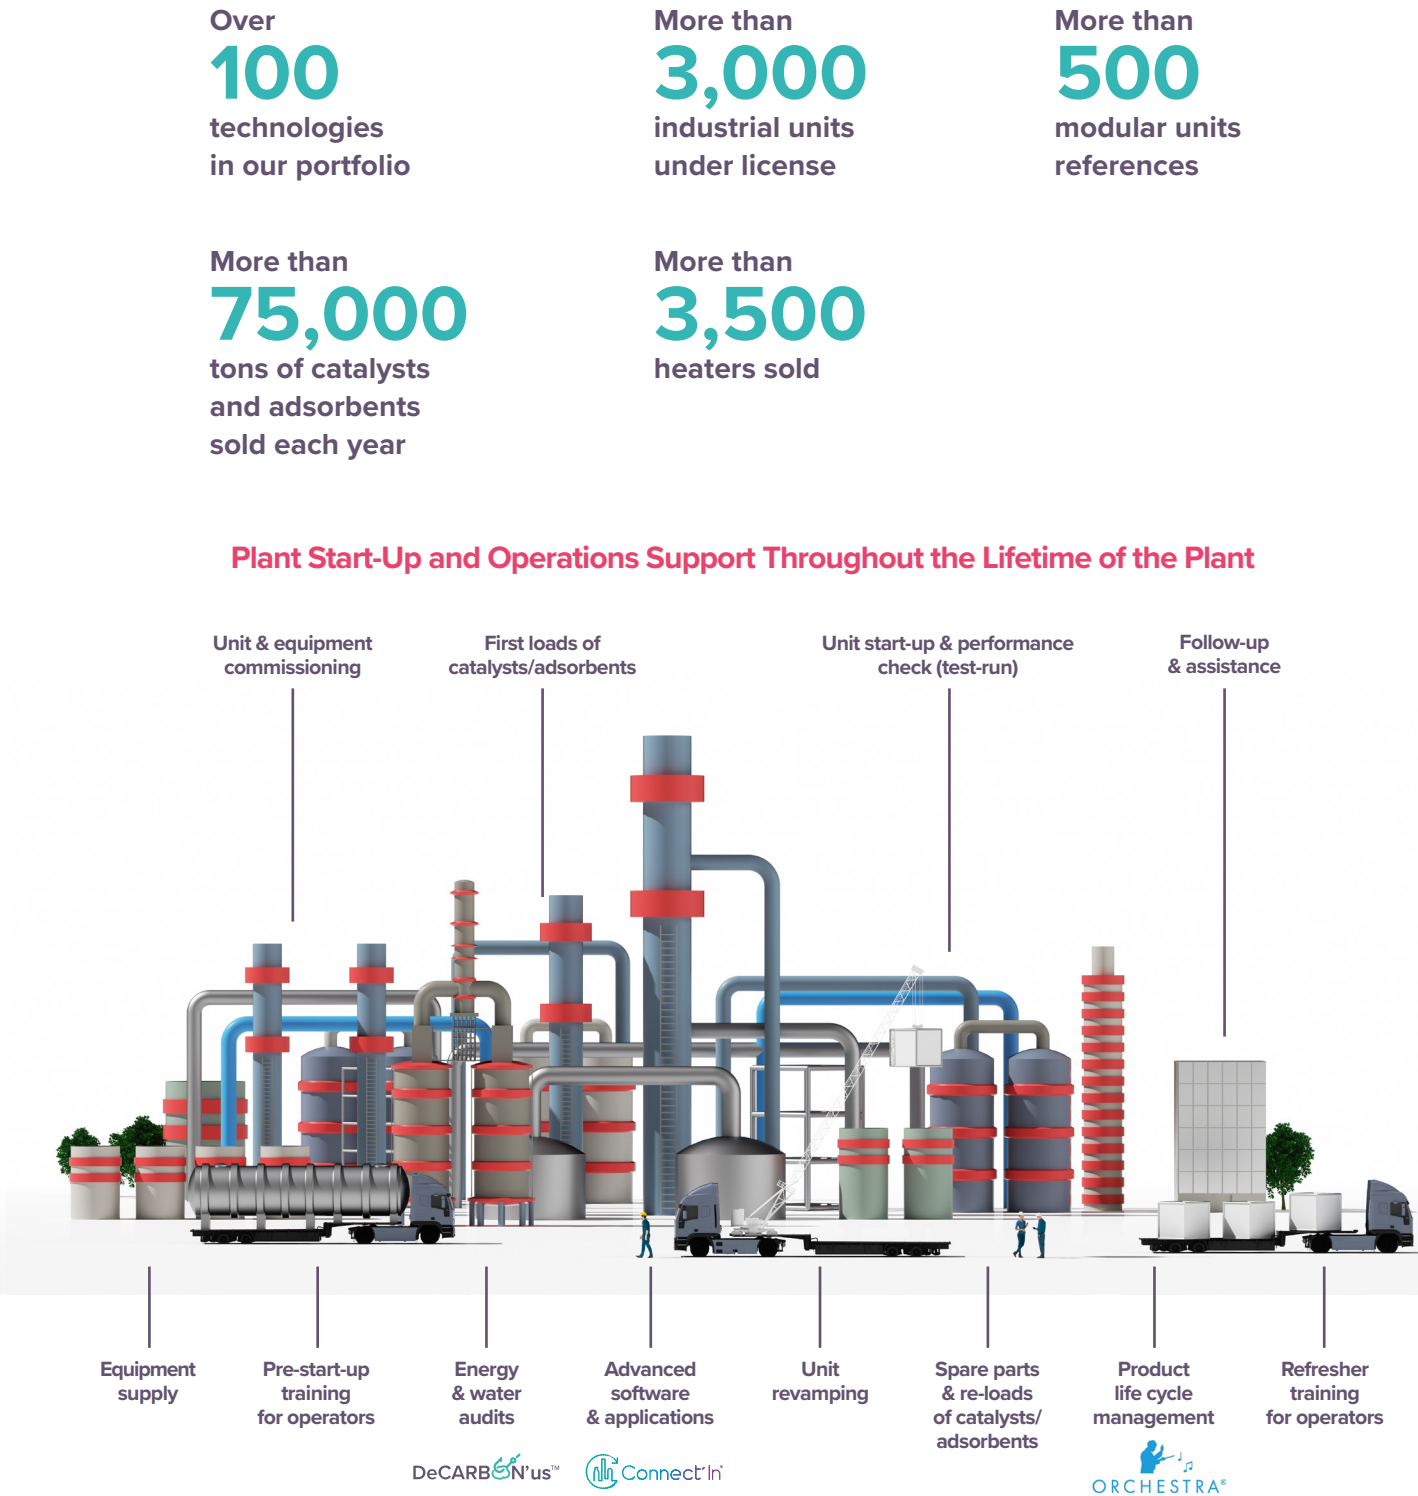 Over
100
technologies
in our portfolio
More than
3,000
industrial units
under license
More than
500
modular units
references
More than
75,000
tons of catalysts
and adsorbents
sold each year
More than
3,500
heaters sold
Plant Start-Up and Operations Support Throughout the Lifetime of the Plant
Unit & equipment
commissioning
First loads of
catalysts/adsorbents
Unit start-up & performance
check (test-run)
Follow-up
& assistance
Equipment
supply
Pre-start-up
training
for operators
Energy
& water
audits
DeCARBON'us™
Advanced
software
& applications
Connect'In®
Unit
revamping
Spare parts
& re-loads
of catalysts/
adsorbents
Product
life cycle
management
ORCHESTRA®
Refresher
training
for operators